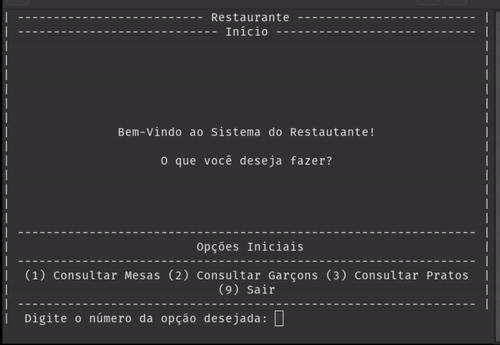 Restaurante
Início
Bem-Vindo ao Sistema do Restautante!
O que você deseja fazer?
Opções Iniciais
(1) Consultar Mesas (2) Consultar Garçons (3) Consultar Pratos
(9) Sair
Digite o número da opção desejada: